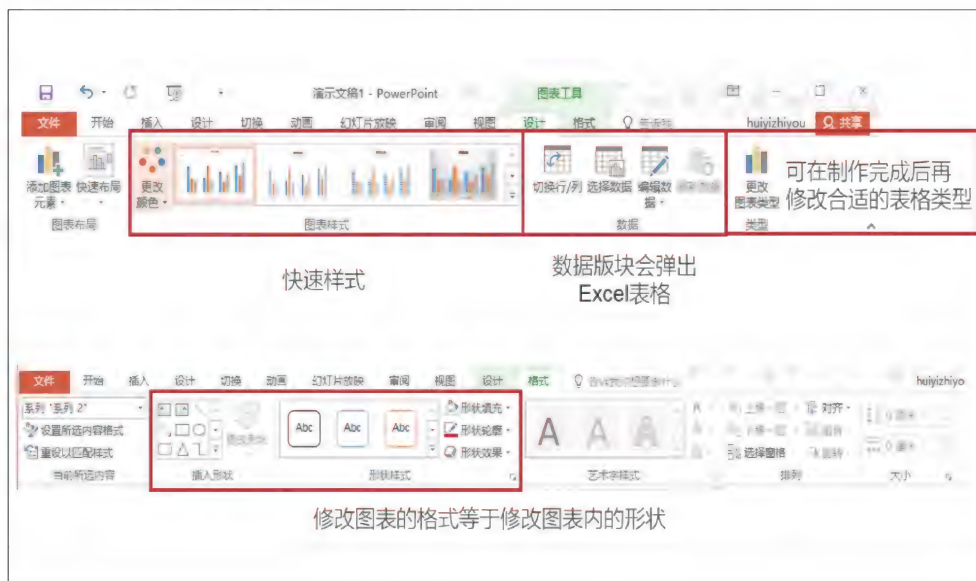 演示文稿1 - PowerPoint
图表工具
文件 开始 插入 设计 切换 动画 幻灯片放映 审阅 视图 设计 格式 huiyizhiyou 共享
添加图表元素 快速布局
更改颜色
切换行/列 选择数据 编辑数据
更改图表类型
可在制作完成后再
修改合适的表格类型
图表布局 图表样式 数据 类型
快速样式
数据版块会弹出
Excel表格
文件 开始 插入 设计 切换 动画 幻灯片放映 审阅 视图 设计 格式 huiyizhiyo
系列 "系列 2"
设置所选内容格式
重设以匹配样式
Abc Abc Abc
形状填充
形状轮廓
形状效果
A A A
对齐
选择窗格
当前所选内容 插入形状 形状样式 艺术字样式 排列 大小
修改图表的格式等于修改图表内的形状